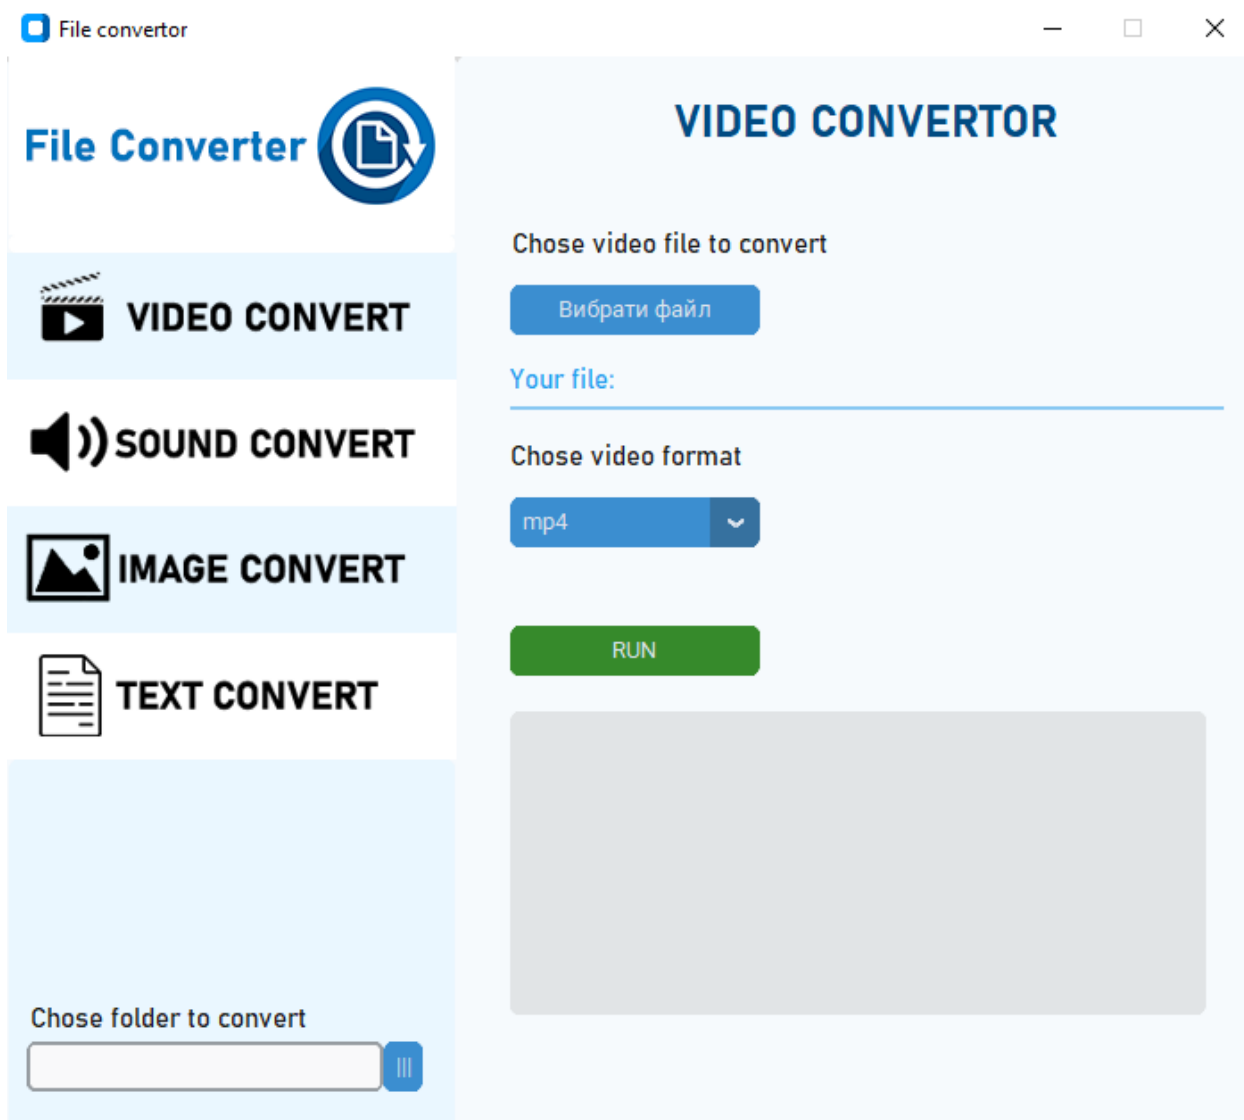 File convertor
File Converter
VIDEO CONVERT
SOUND CONVERT
IMAGE CONVERT
TEXT CONVERT
Chose folder to convert
VIDEO CONVERTOR
Chose video file to convert
Вибрати файл
Your file:
Chose video format
mp4
RUN